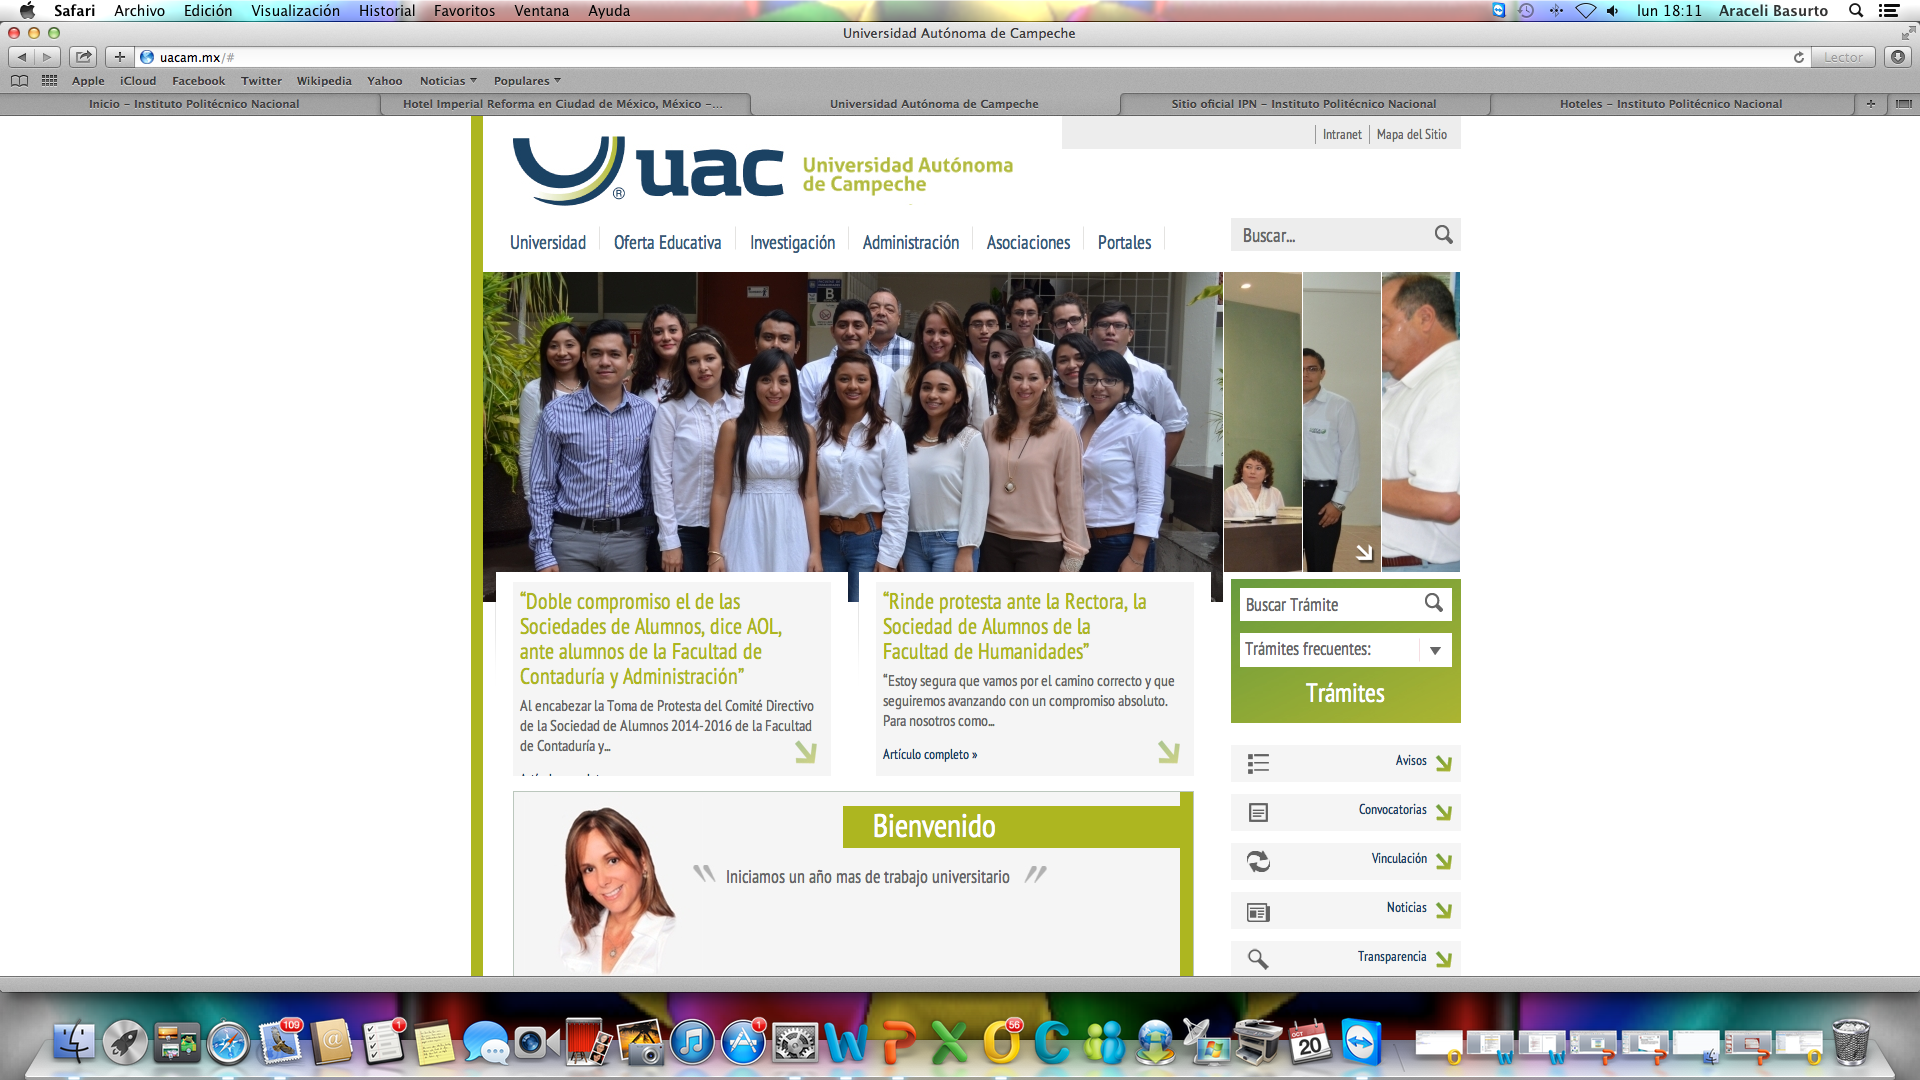 Safari Archivo Edición Visualización Historial Favoritos Ventana Ayuda lun 18:11 Araceli Basurto
Universidad Autónoma de Campeche
uacam.mx/# Lector
Apple iCloud Facebook Twitter Wikipedia Yahoo Noticias Populares
Inicio – Instituto Politécnico Nacional
Hotel Imperial Reforma en Ciudad de México, México –...
Universidad Autónoma de Campeche
Sitio oficial IPN – Instituto Politécnico Nacional
Hoteles – Instituto Politécnico Nacional
Intranet Mapa del Sitio
uac
®
Universidad Autónoma
de Campeche
Universidad Oferta Educativa Investigación Administración Asociaciones Portales
Buscar...
B
“Doble compromiso el de las
Sociedades de Alumnos, dice AOL,
ante alumnos de la Facultad de
Contaduría y Administración”
Al encabezar la Toma de Protesta del Comité Directivo
de la Sociedad de Alumnos 2014-2016 de la Facultad
de Contaduría y...
“Rinde protesta ante la Rectora, la
Sociedad de Alumnos de la
Facultad de Humanidades”
“Estoy segura que vamos por el camino correcto y que
seguiremos avanzando con un compromiso absoluto.
Para nosotros como...
Artículo completo »
Buscar Trámite
Trámites frecuentes:
Trámites
Avisos
Convocatorias
Vinculación
Noticias
Transparencia
Bienvenido
" Iniciamos un año mas de trabajo universitario "
109
1
1
56
OCT
20